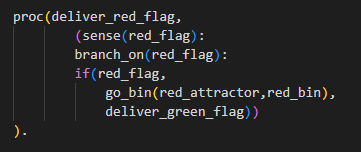 proc(deliver_red_flag,
(sense(red_flag):
branch_on(red_flag):
if(red_flag,
go_bin(red_attractor,red_bin),
deliver_green_flag))
).